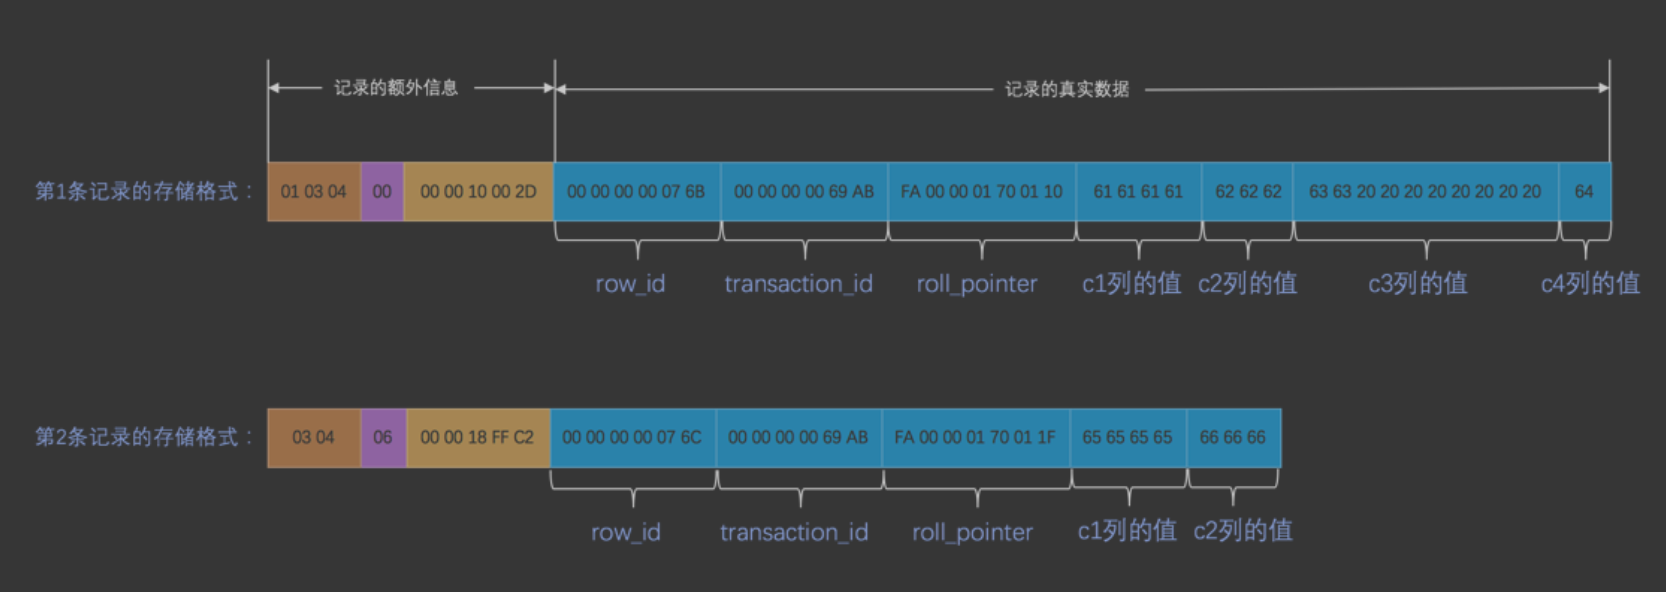 记录的额外信息 记录的真实数据
第1条记录的存储格式： 01 03 04 00 00 00 10 00 2D 00 00 00 00 07 6B 00 00 00 00 69 AB FA 00 00 01 70 01 10 61 61 61 61 62 62 62 63 63 20 20 20 20 20 20 20 20 64
row_id transaction_id roll_pointer c1列的值 c2列的值 c3列的值 c4列的值
第2条记录的存储格式： 03 04 06 00 00 18 FF C2 00 00 00 00 07 6C 00 00 00 00 69 AB FA 00 00 01 70 01 1F 65 65 65 65 66 66 66
row_id transaction_id roll_pointer c1列的值 c2列的值